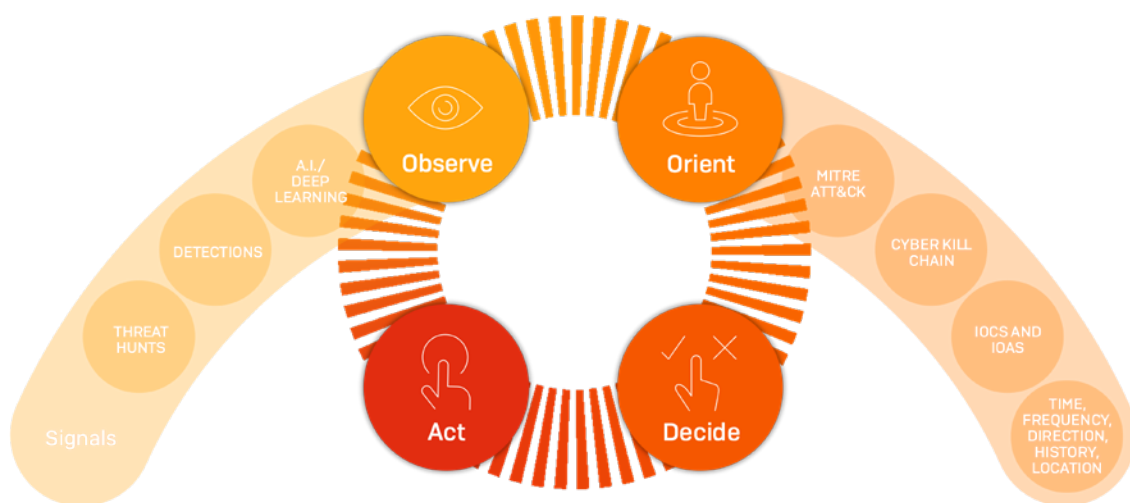 Observe
Orient
A.I./
DEEP
LEARNING
DETECTIONS
THREAT
HUNTS
Signals
MITRE
ATT&CK
CYBER KILL
CHAIN
IOCS AND
IOAS
TIME,
FREQUENCY,
DIRECTION,
HISTORY,
LOCATION
Act
Decide